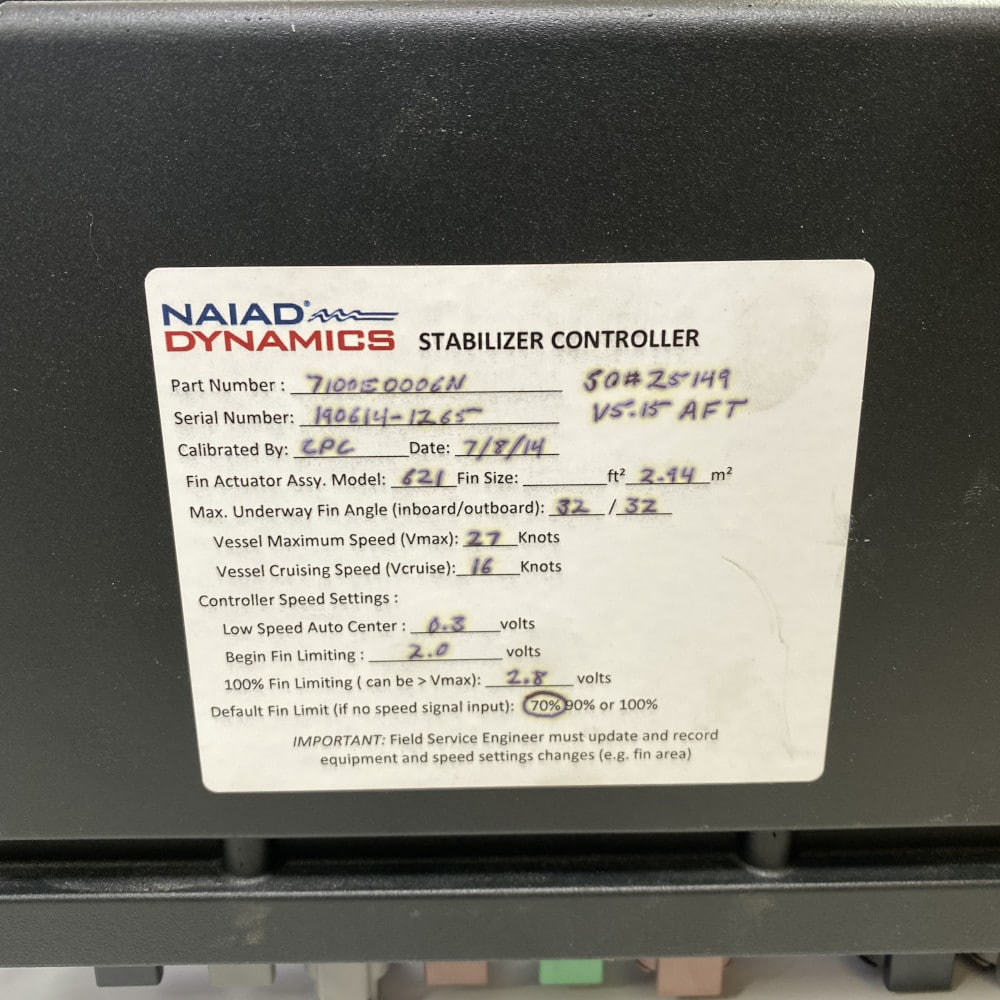 NAIAD®
DYNAMICS STABILIZER CONTROLLER
Part Number: 7100E0006N SO#25149
Serial Number: 190614-1265 V5.15 AFT
Calibrated By: CPC Date: 7/8/14
Fin Actuator Assy. Model: 621 Fin Size: ______ft² 2.94 m²
Max. Underway Fin Angle (inboard/outboard): 32 / 32
Vessel Maximum Speed (Vmax): 27 Knots
Vessel Cruising Speed (Vcruise): 16 Knots
Controller Speed Settings :
Low Speed Auto Center : 0.3 volts
Begin Fin Limiting : 2.0 volts
100% Fin Limiting ( can be > Vmax): 2.8 volts
Default Fin Limit (if no speed signal input): 70% 90% or 100%
IMPORTANT: Field Service Engineer must update and record
equipment and speed settings changes (e.g. fin area)